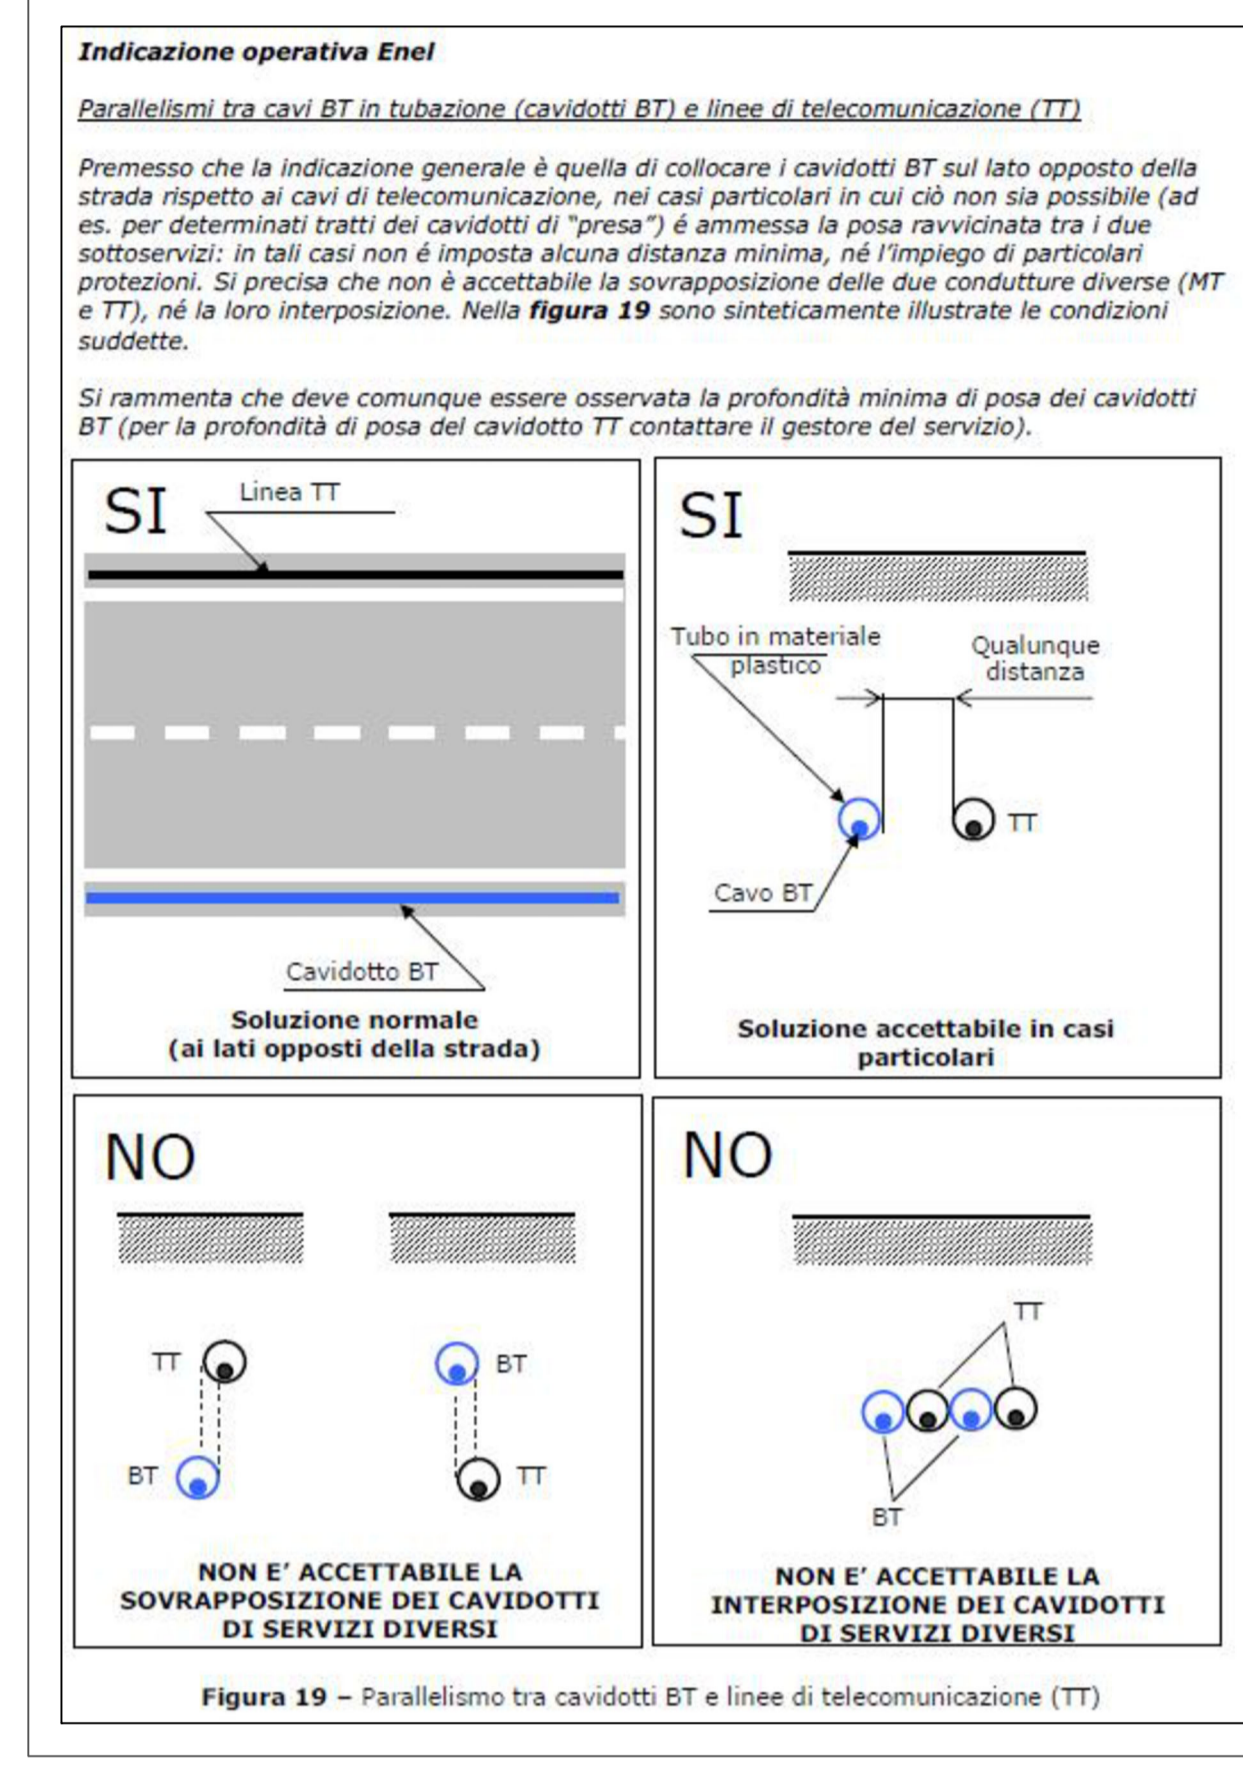 Indicazione operativa Enel
Parallelismi tra cavi BT in tubazione (cavidotti BT) e linee di telecomunicazione (TT)
Premesso che la indicazione generale è quella di collocare i cavidotti BT sul lato opposto della
strada rispetto ai cavi di telecomunicazione, nei casi particolari in cui ciò non sia possibile (ad
es. per determinati tratti dei cavidotti di “presa”) é ammessa la posa ravvicinata tra i due
sottoservizi: in tali casi non é imposta alcuna distanza minima, né l’impiego di particolari
protezioni. Si precisa che non è accettabile la sovrapposizione delle due condutture diverse (MT
e TT), né la loro interposizione. Nella figura 19 sono sinteticamente illustrate le condizioni
suddette.
Si rammenta che deve comunque essere osservata la profondità minima di posa dei cavidotti
BT (per la profondità di posa del cavidotto TT contattare il gestore del servizio).
SI
Linea TT
Cavidotto BT
Soluzione normale
(ai lati opposti della strada)
SI
Tubo in materiale
plastico
Qualunque
distanza
TT
Cavo BT
Soluzione accettabile in casi
particolari
NO
TT
BT
BT
TT
NON E’ ACCETTABILE LA
SOVRAPPOSIZIONE DEI CAVIDOTTI
DI SERVIZI DIVERSI
NO
TT
BT
NON E’ ACCETTABILE LA
INTERPOSIZIONE DEI CAVIDOTTI
DI SERVIZI DIVERSI
Figura 19 – Parallelismo tra cavidotti BT e linee di telecomunicazione (TT)